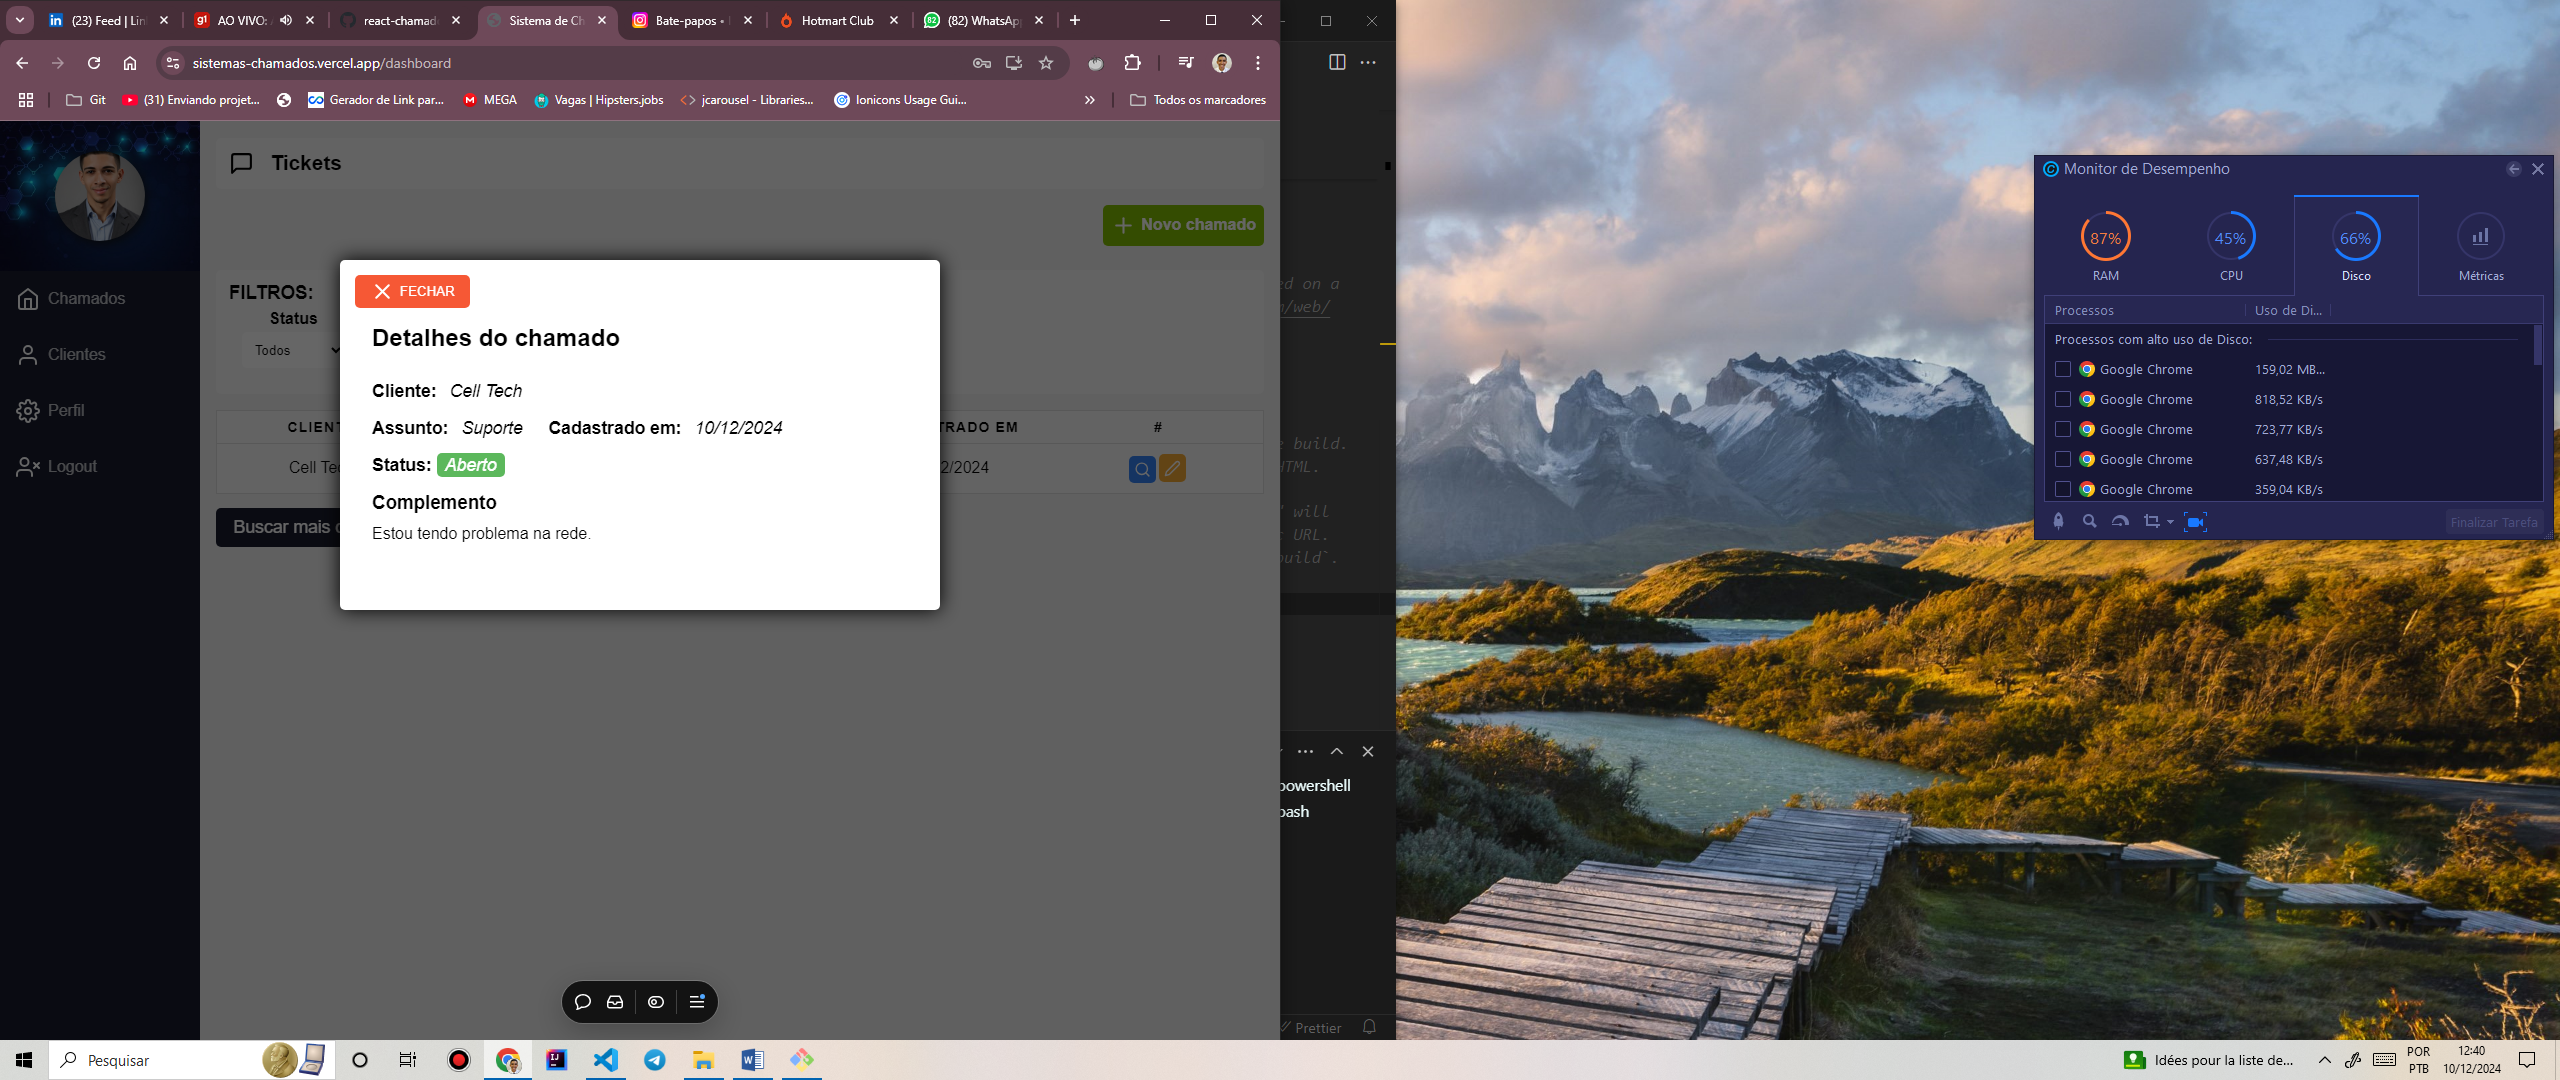 (23) Feed | Lin
AO VIVO:
react-chamad
Sistema de Ch
Bate-papos •
Hotmart Club
(82) WhatsAp
sistemas-chamados.vercel.app/dashboard
Git
(31) Enviando projet...
Gerador de Link par...
MEGA
Vagas | Hipsters.jobs
jcarousel - Libraries...
Ionicons Usage Gui...
Todos os marcadores
Chamados
Clientes
Perfil
Logout
Tickets
Novo chamado
FILTROS:
Status
Todos
CLIEN
TRADO EM
#
Cell Te
2/2024
Buscar mais
FECHAR
Detalhes do chamado
Cliente: Cell Tech
Assunto: Suporte Cadastrado em: 10/12/2024
Status: Aberto
Complemento
Estou tendo problema na rede.
ed on a
n/web/
e build.
HTML.
will
URL.
build`.
powershell
bash
Prettier
Monitor de Desempenho
87%
RAM
45%
CPU
66%
Disco
Métricas
Processos
Uso de Di...
Processos com alto uso de Disco:
Google Chrome 159,02 MB...
Google Chrome 818,52 KB/s
Google Chrome 723,77 KB/s
Google Chrome 637,48 KB/s
Google Chrome 359,04 KB/s
Finalizar Tarefa
Pesquisar
Idées pour la liste de...
POR
PTB
12:40
10/12/2024